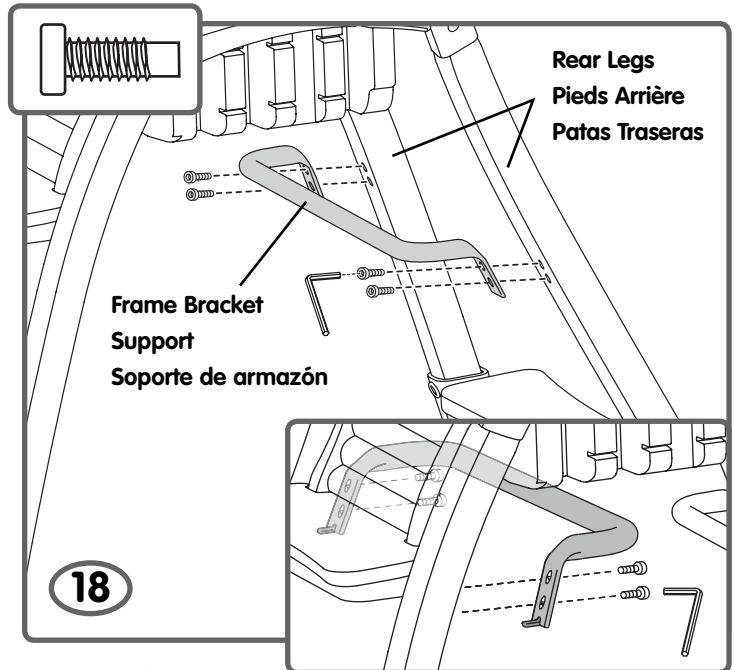 Rear Legs
Pieds Arrière
Patas Traseras
Frame Bracket
Support
Soporte de armazón
18